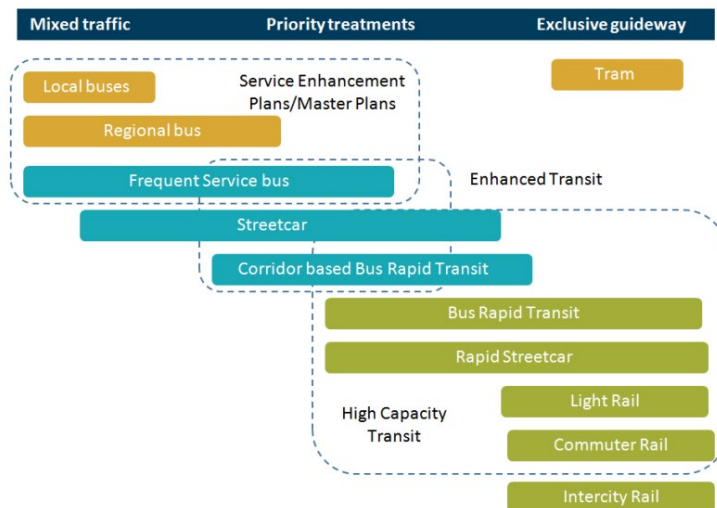 Mixed traffic Priority treatments Exclusive guideway
Local buses
Service Enhancement
Plans/Master Plans
Tram
Regional bus
Frequent Service bus
Enhanced Transit
Streetcar
Corridor based Bus Rapid Transit
Bus Rapid Transit
Rapid Streetcar
Light Rail
High Capacity
Transit
Commuter Rail
Intercity Rail